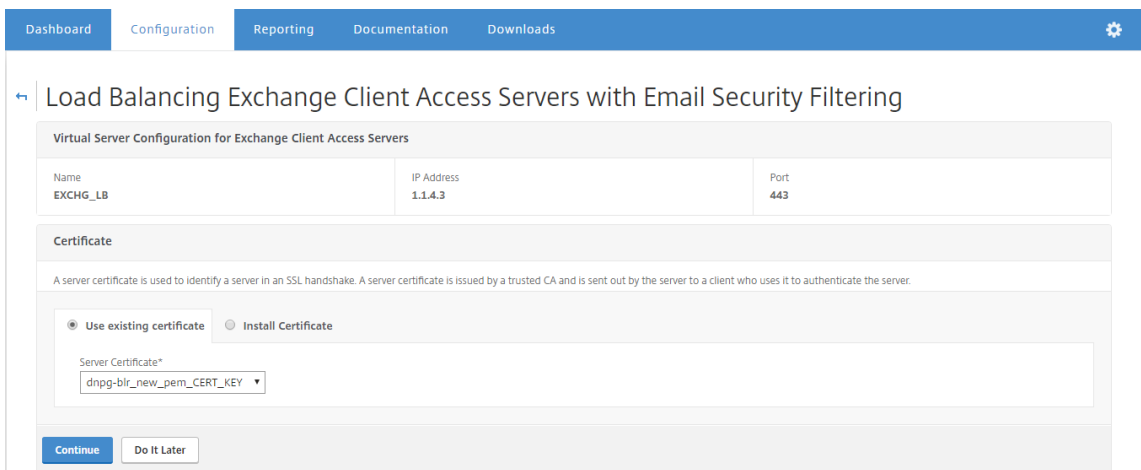 Dashboard Configuration Reporting Documentation Downloads
Load Balancing Exchange Client Access Servers with Email Security Filtering
Virtual Server Configuration for Exchange Client Access Servers
Name IP Address Port
EXCHG_LB 1.1.4.3 443
Certificate
A server certificate is used to identify a server in an SSL handshake. A server certificate is issued by a trusted CA and is sent out by the server to a client who uses it to authenticate the server.
Use existing certificate Install Certificate
Server Certificate*
dnpg-blr_new_pem_CERT_KEY
Continue Do It Later